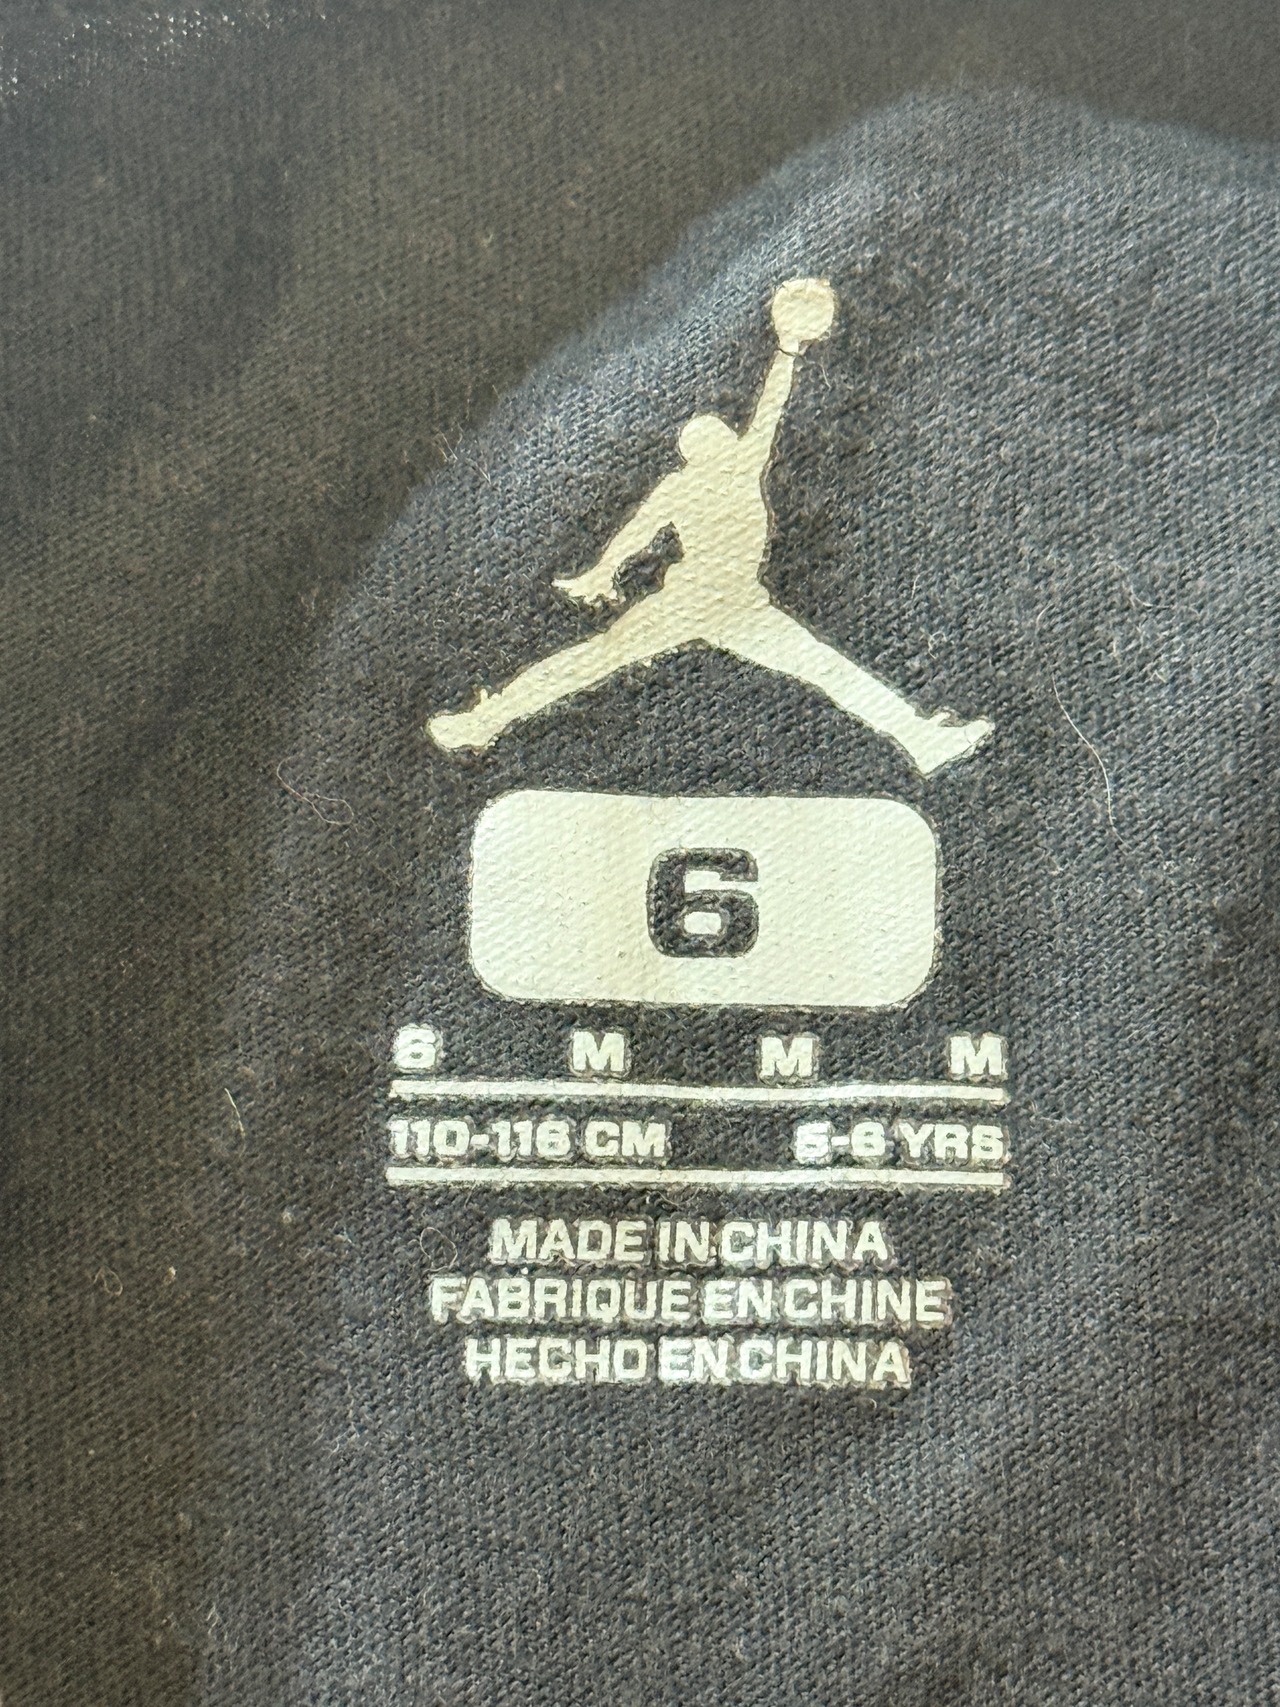 6
6 M M M
110-116 CM 5-6 YRS
MADE IN CHINA
FABRIQUE EN CHINE
HECHO EN CHINA